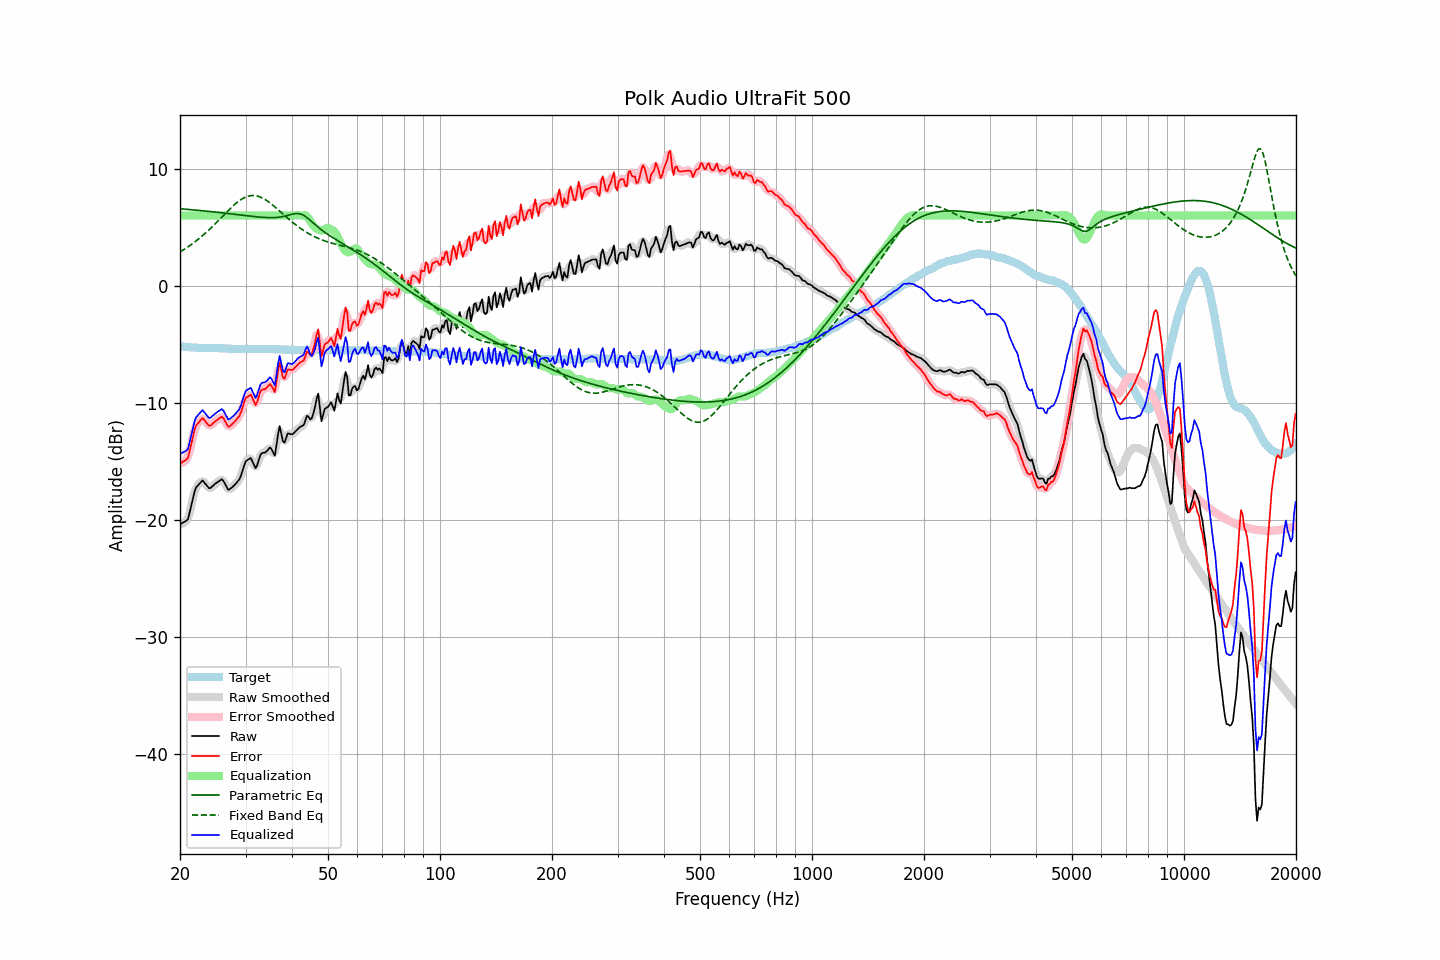 Polk Audio UltraFit 500
10
0
−10
−20
−30
−40
Amplitude (dBr)
Target
Raw Smoothed
Error Smoothed
Raw
Error
Equalization
Parametric Eq
Fixed Band Eq
Equalized
20 50 100 200 500 1000 2000 5000 10000 20000
Frequency (Hz)